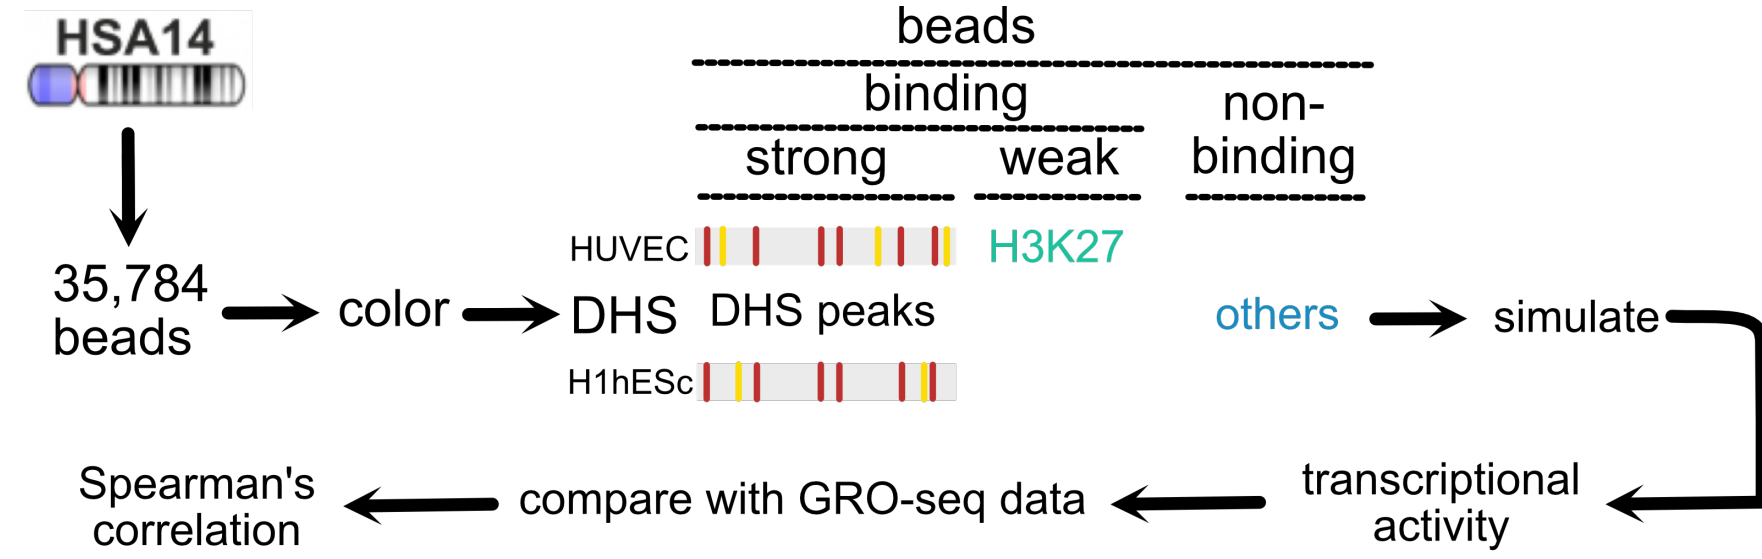 HSA14
beads
binding
non-
binding
strong
weak
HUVEC
H3K27
35,784
beads
color
DHS
DHS peaks
others
simulate
H1hESc
transcriptional
activity
compare with GRO-seq data
Spearman's
correlation